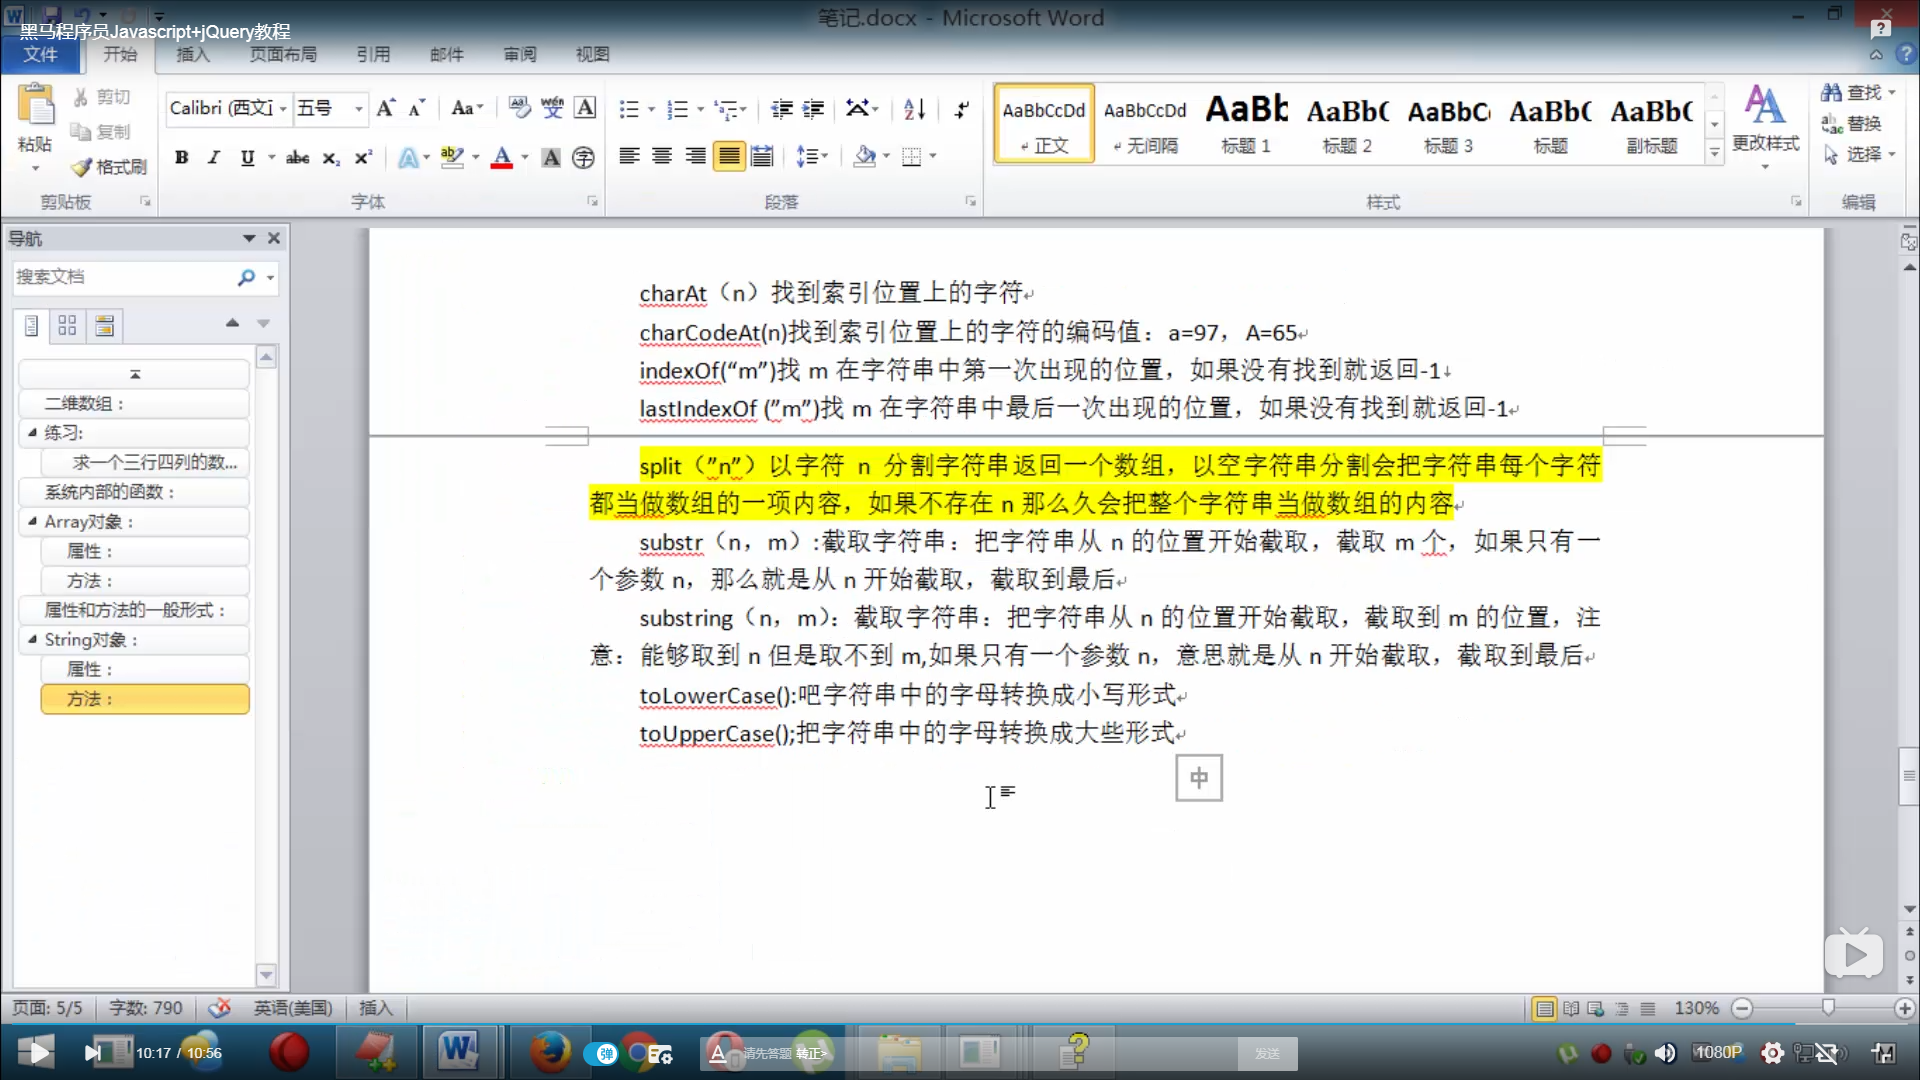 笔记.docx - Microsoft Word
黑马程序员Javascript+jQuery教程
文件 开始 插入 页面布局 引用 邮件 审阅 视图
剪切 复制 格式刷 粘贴 剪贴板
Calibri (西文 五号
字体
段落
AaBbCcDd AaBbCcDd AaBb AaBb( AaBbC AaBb( AaBb(
正文 无间隔 标题 1 标题 2 标题 3 标题 副标题
更改样式
样式
查找
替换
选择
编辑
导航
搜索文档
二维数组：
练习:
求一个三行四列的数...
系统内部的函数：
Array对象：
属性：
方法：
属性和方法的一般形式：
String对象：
属性：
方法：
charAt（n）找到索引位置上的字符
charCodeAt(n)找到索引位置上的字符的编码值：a=97，A=65
indexOf(“m”)找 m 在字符串中第一次出现的位置，如果没有找到就返回-1
lastIndexOf (”m”)找 m 在字符串中最后一次出现的位置，如果没有找到就返回-1
split（”n”）以字符 n 分割字符串返回一个数组，以空字符串分割会把字符串每个字符
都当做数组的一项内容，如果不存在 n 那么久会把整个字符串当做数组的内容
substr（n，m）:截取字符串：把字符串从 n 的位置开始截取，截取 m 个，如果只有一
个参数 n，那么就是从 n 开始截取，截取到最后
substring（n，m）：截取字符串：把字符串从 n 的位置开始截取，截取到 m 的位置，注
意：能够取到 n 但是取不到 m,如果只有一个参数 n，意思就是从 n 开始截取，截取到最后
toLowerCase():吧字符串中的字母转换成小写形式
toUpperCase();把字符串中的字母转换成大些形式
中
页面: 5/5 字数: 790 英语(美国) 插入 130%
10:17 / 10:56 弹 请先答题 转正> 发送 1080P